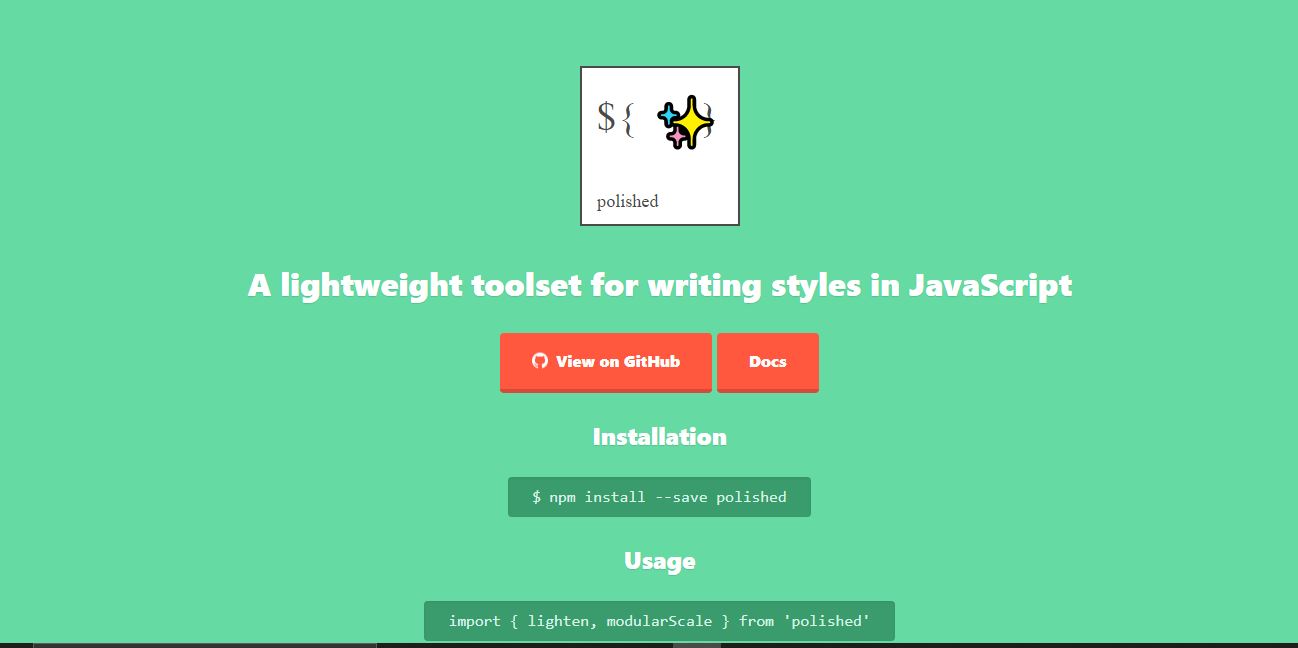 ${ }
polished
A lightweight toolset for writing styles in JavaScript
View on GitHub
Docs
Installation
$ npm install --save polished
Usage
import { lighten, modularScale } from 'polished'